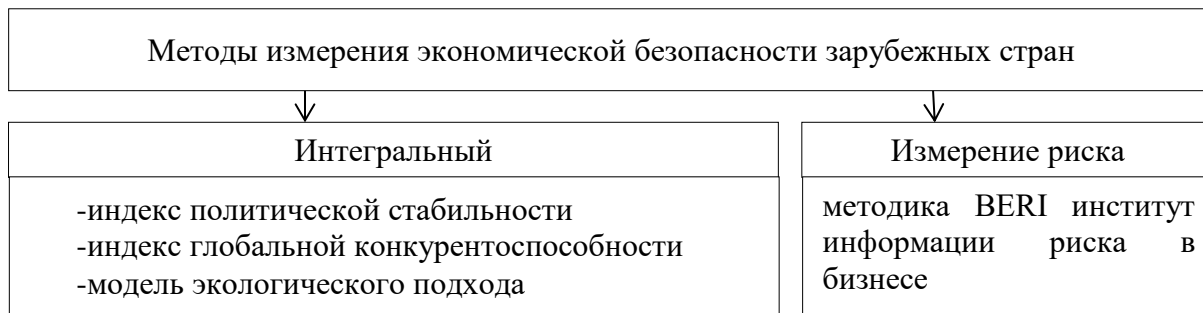 Методы измерения экономической безопасности зарубежных стран
Интегральный
-индекс политической стабильности
-индекс глобальной конкурентоспособности
-модель экологического подхода
Измерение риска
методика BERI институт
информации риска в
бизнесе